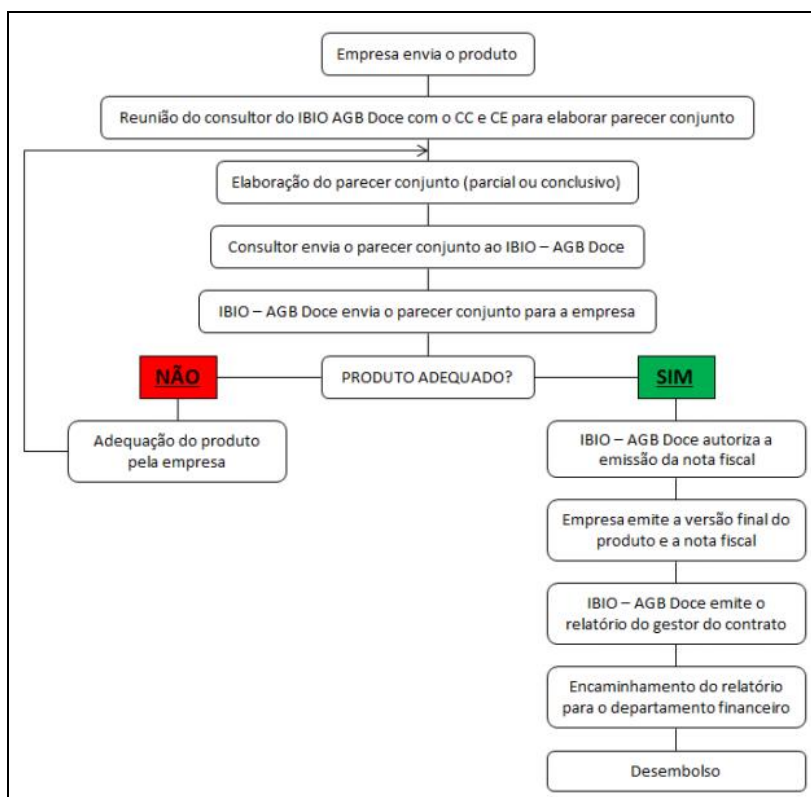 Empresa envia o produto
Reunião do consultor do IBIO AGB Doce com o CC e CE para elaborar parecer conjunto
Elaboração do parecer conjunto (parcial ou conclusivo)
Consultor envia o parecer conjunto ao IBIO – AGB Doce
IBIO – AGB Doce envia o parecer conjunto para a empresa
NÃO
PRODUTO ADEQUADO?
SIM
Adequação do produto
pela empresa
IBIO – AGB Doce autoriza a
emissão da nota fiscal
Empresa emite a versão final do
produto e a nota fiscal
IBIO – AGB Doce emite o
relatório do gestor do contrato
Encaminhamento do relatório
para o departamento financeiro
Desembolso